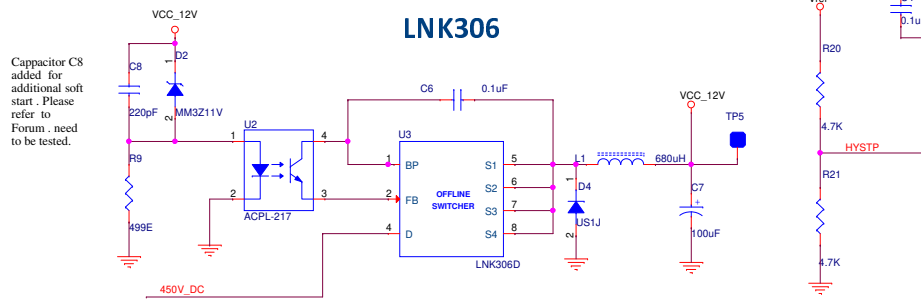 LNK306
VCC_12V
Cappacitor C8
added for
additional soft
start . Please
refer to
Forum . need
to be tested.
C8
220pF
1
D2
MM3Z11V
2
R9
499E
U2
1
2
4
3
ACPL-217
C6
0.1uF
U3
1
BP
2
FB
4
D
OFFLINE
SWITCHER
S1
5
S2
6
S3
7
S4
8
LNK306D
450V_DC
L1
680uH
1
D4
US1J
2
VCC_12V
TP5
C7
+
100uF
R20
4.7K
HYSTP
R21
4.7K
0.1u